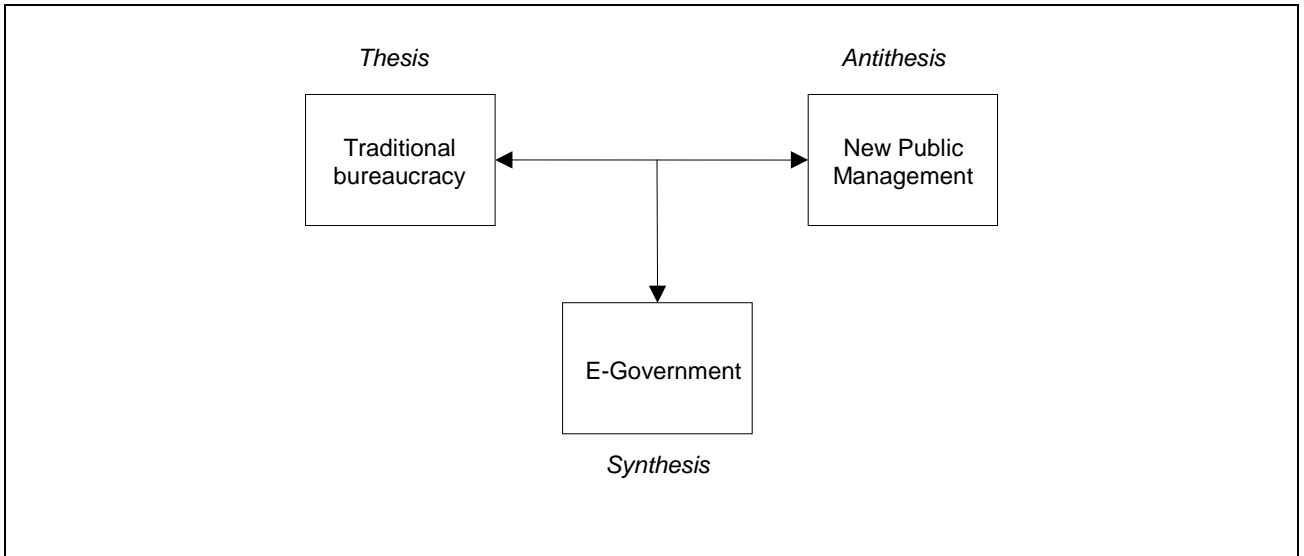 Thesis
Antithesis
Traditional
bureaucracy
New Public
Management
E-Government
Synthesis